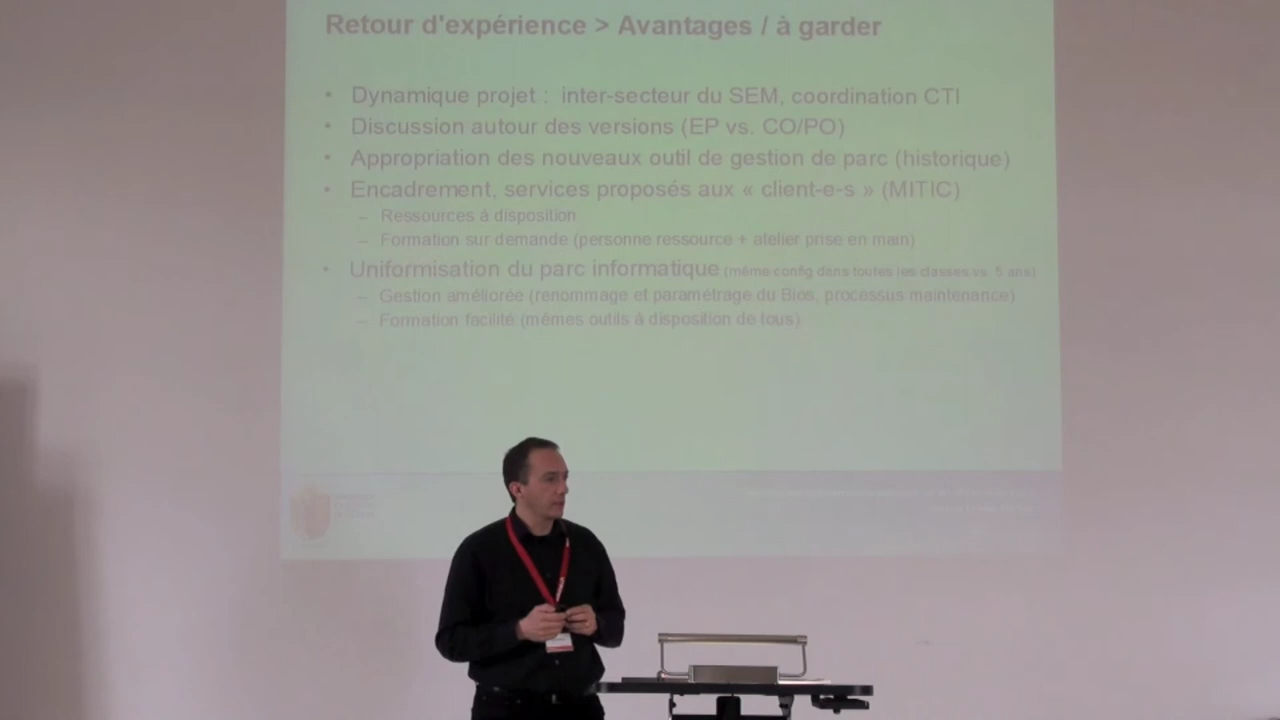 Retour d'expérience > Avantages / à garder
• Dynamique projet : inter-secteur du SEM, coordination CTI
• Discussion autour des versions (EP vs. CO/PO)
• Appropriation des nouveaux outil de gestion de parc (historique)
• Encadrement, services proposés aux « client-e-s » (MITIC)
– Ressources à disposition
– Formation sur demande (personne ressource + atelier prise en main)
• Uniformisation du parc informatique (même config dans toutes les classes vs. 5 ans)
– Gestion améliorée (renommage et paramétrage du Bios, processus maintenance)
– Formation facilité (mêmes outils à disposition de tous)